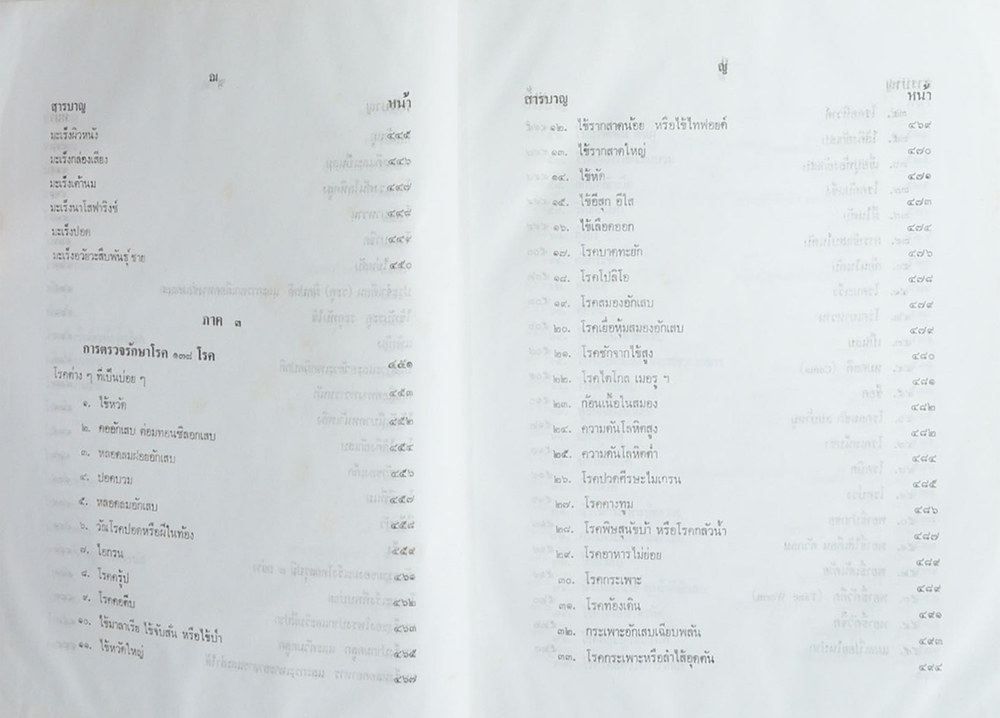 ฌ
สารบาญ หน้า
มะเร็งผิวหนัง ๔๔๕
มะเร็งกล่องเสียง ๔๔๖
มะเร็งเต้านม ๔๔๗
มะเร็งนาโสฟาริงซ์ ๔๔๘
มะเร็งปอด ๔๔๙
มะเร็งอวัยวะสืบพันธุ์ ชาย ๔๕๐
ภาค ๓
การตรวจรักษาโรค ๑๓๘ โรค ๔๕๑
โรคต่าง ๆ ที่เป็นบ่อย ๆ ๔๕๓
๑. ไข้หวัด ๔๕๒
๒. คออักเสบ ต่อมทอนซิลอกเสบ ๔๕๔
๓. หลอดลมฝอยอักเสบ ๔๕๖
๔. ปอดบวม ๔๕๗
๕. หลอดลมอักเสบ ๔๕๘
๖. วัณโรคปอดหรือฝีในท้อง ๔๕๙
๗. ไอกรน ๔๖๑
๘. โรคครู้ป ๔๖๒
๙. โรคคอตีบ ๔๖๓
๑๐. ไข้มาลาเรีย ไข้จับสั่น หรือไข้ป่า ๔๖๕
๑๑. ไข้หวัดใหญ่ ๔๖๗
ญ
สารบาญ หน้า
๑๒. ไข้รากสาดน้อย หรือไข้ไทฟอยด์ ๔๖๙
๑๓. ไข้รากสาดใหญ่ ๔๗๐
๑๔. ไข้หัด ๔๗๑
๑๕. ไข้อีสุก อีใส ๔๗๓
๑๖. ไข้เลือดออก ๔๗๔
๑๗. โรคบาดทะยัก ๔๗๖
๑๘. โรคโปลิโอ ๔๗๘
๑๙. โรคสมองอักเสบ ๔๗๙
๒๐. โรคเยื่อหุ้มสมองอักเสบ ๔๗๙
๒๑. โรคชักจากไข้สูง ๔๘๐
๒๒. โรคไตโกล เมอรู ฯ ๔๘๑
๒๓. ก้อนเนื้อในสมอง ๔๘๒
๒๔. ความดันโลหิตสูง ๔๘๒
๒๕. ความดันโลหิตต่ำ ๔๘๔
๒๖. โรคปวดศีรษะไมเกรน ๔๘๕
๒๗. โรคคางทูม ๔๘๖
๒๘. โรคพิษสุนัขบ้า หรือโรคกลัวน้ำ ๔๘๗
๒๙. โรคอาหารไม่ย่อย ๔๘๙
๓๐. โรคกระเพาะ ๔๘๙
๓๑. โรคท้องเดิน ๔๙๑
๓๒. กระเพาะอักเสบเฉียบพลัน ๔๙๓
๓๓. โรคกระเพาะหรือลำไส้อุดตัน ๔๙๔